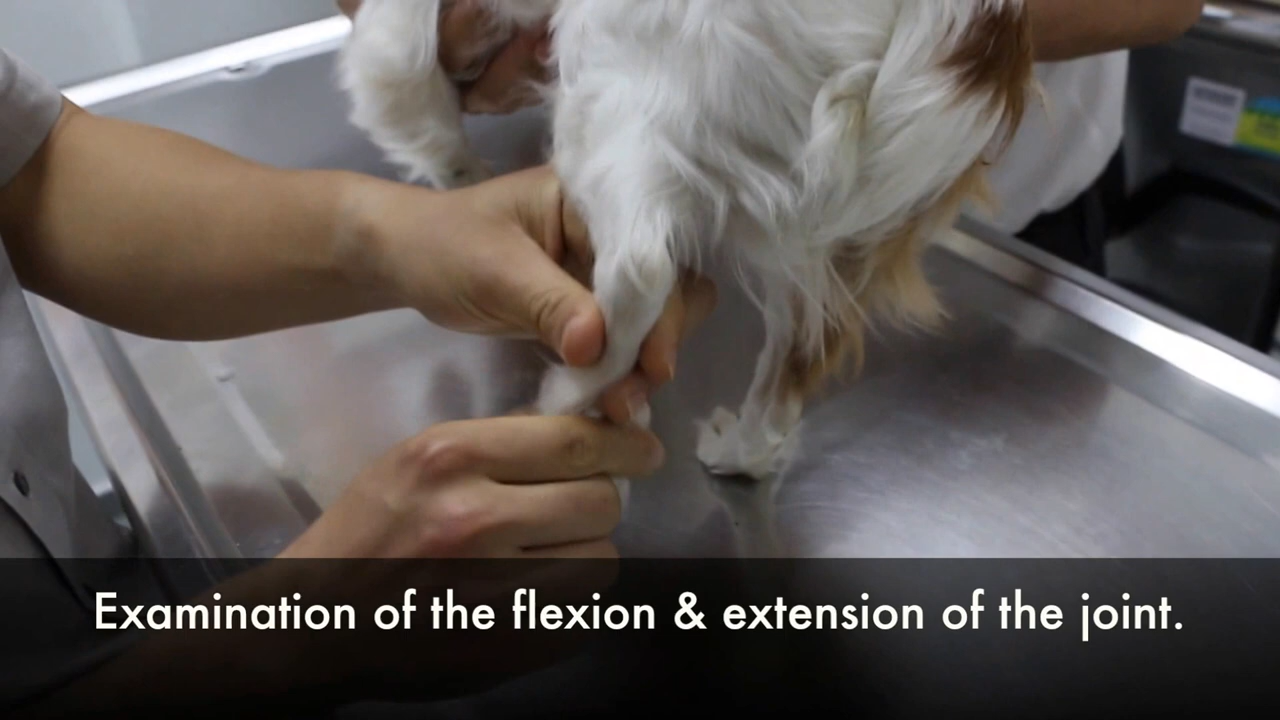 Examination of the flexion & extension of the joint.